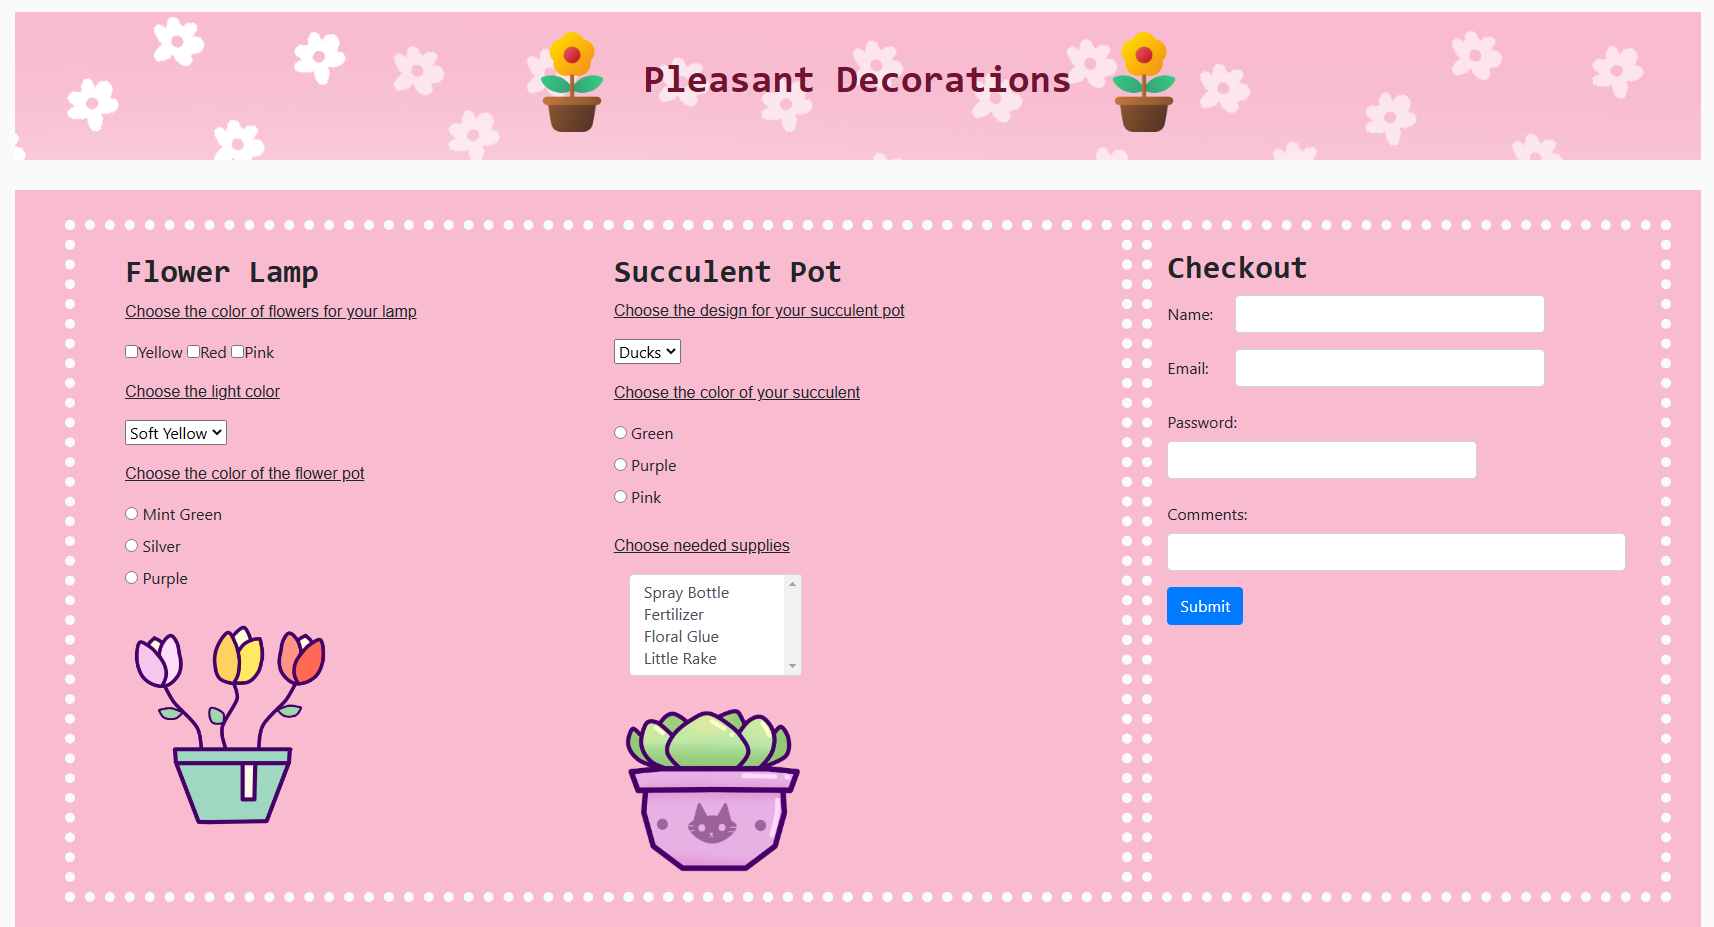 Pleasant Decorations
Flower Lamp
Choose the color of flowers for your lamp
Yellow Red Pink
Choose the light color
Soft Yellow
Choose the color of the flower pot
Mint Green
Silver
Purple
Succulent Pot
Choose the design for your succulent pot
Ducks
Choose the color of your succulent
Green
Purple
Pink
Choose needed supplies
Spray Bottle
Fertilizer
Floral Glue
Little Rake
Checkout
Name:
Email:
Password:
Comments:
Submit